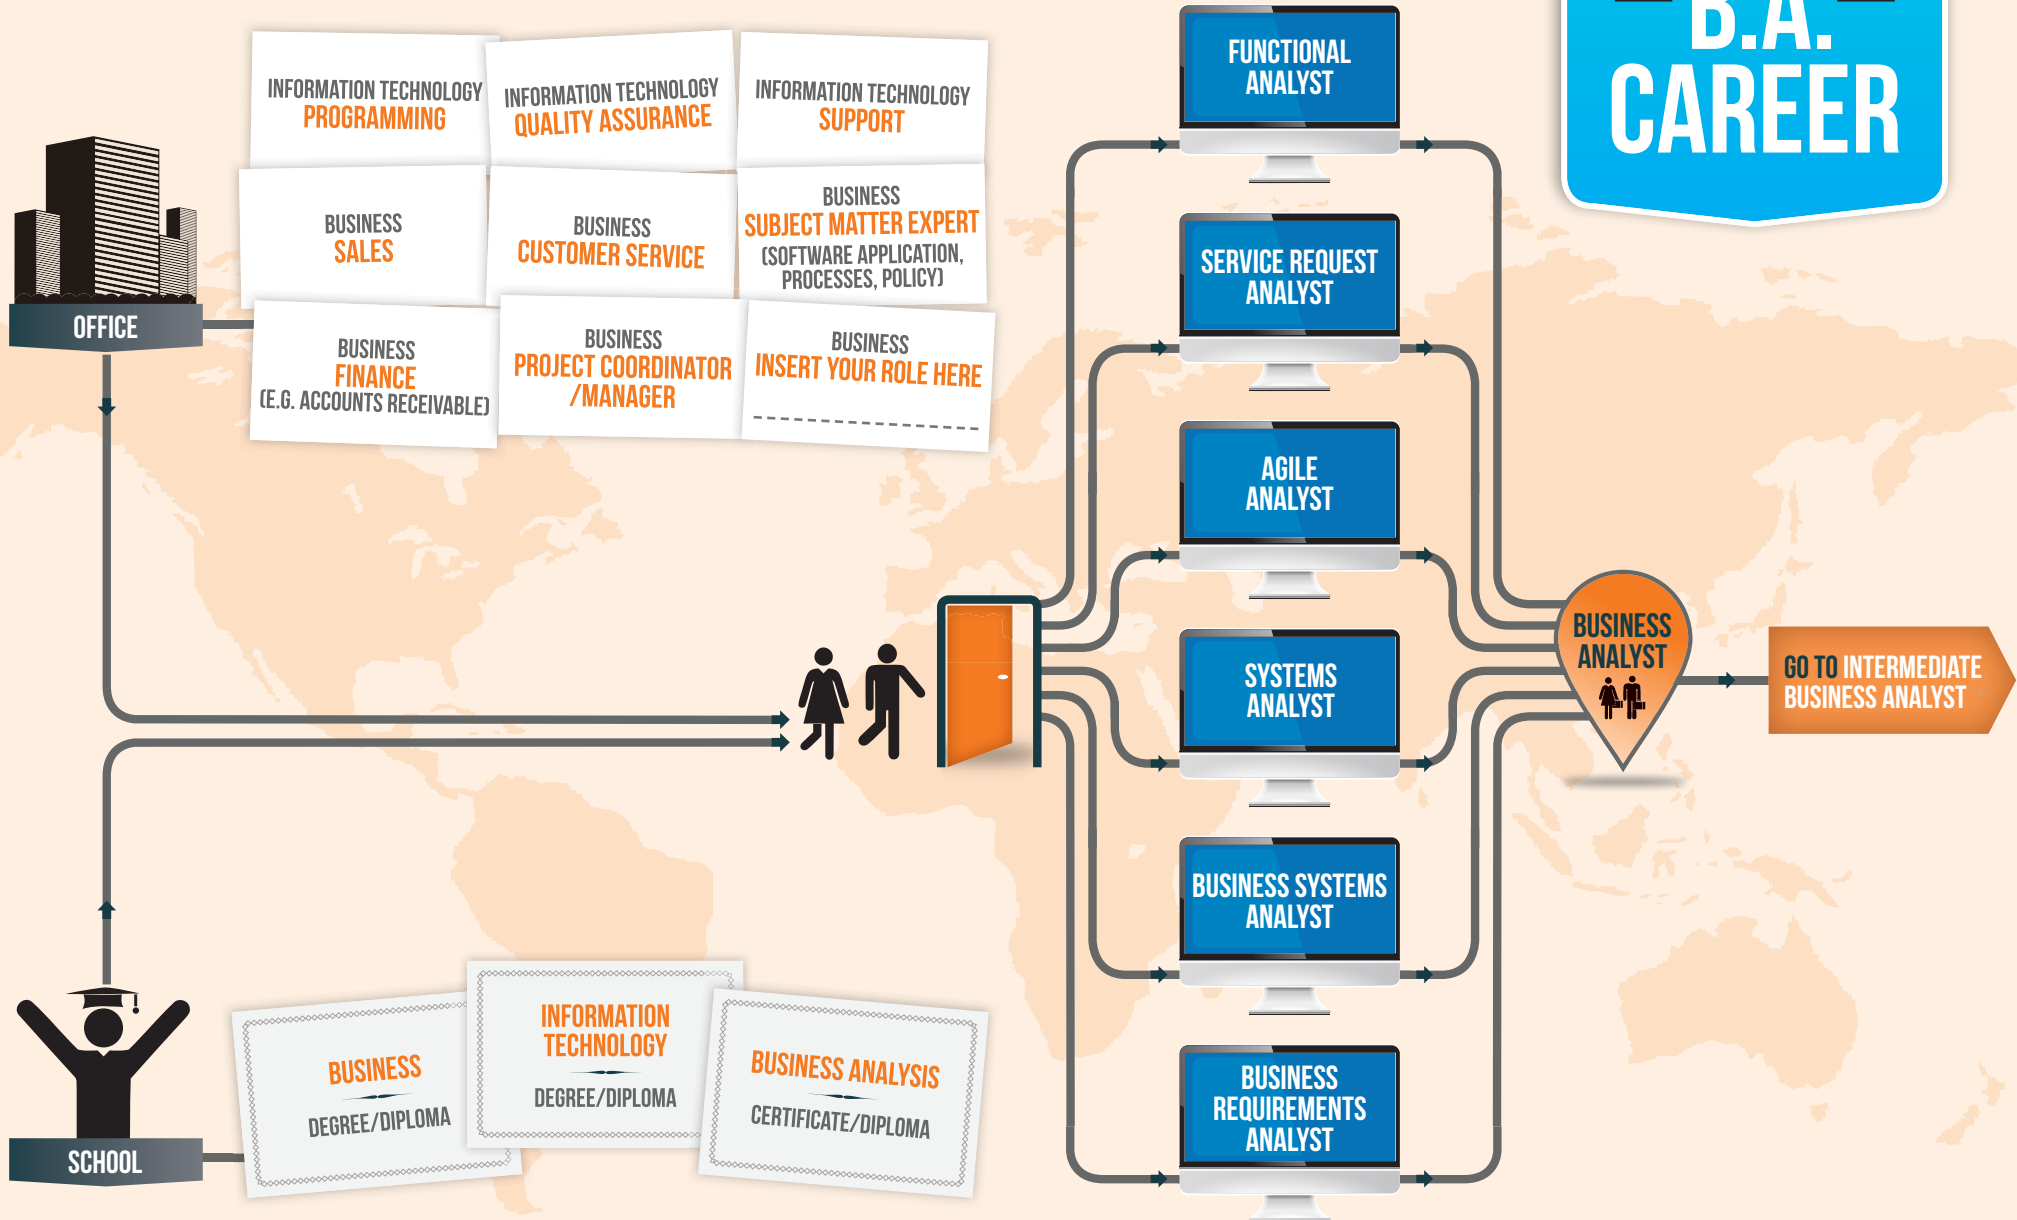 B.A.
CAREER
INFORMATION TECHNOLOGY
PROGRAMMING
INFORMATION TECHNOLOGY
QUALITY ASSURANCE
INFORMATION TECHNOLOGY
SUPPORT
BUSINESS
SALES
BUSINESS
CUSTOMER SERVICE
BUSINESS
SUBJECT MATTER EXPERT
(SOFTWARE APPLICATION,
PROCESSES, POLICY)
BUSINESS
FINANCE
(E.G. ACCOUNTS RECEIVABLE)
BUSINESS
PROJECT COORDINATOR
/MANAGER
BUSINESS
INSERT YOUR ROLE HERE
OFFICE
SCHOOL
BUSINESS
DEGREE/DIPLOMA
INFORMATION
TECHNOLOGY
DEGREE/DIPLOMA
BUSINESS ANALYSIS
CERTIFICATE/DIPLOMA
FUNCTIONAL
ANALYST
SERVICE REQUEST
ANALYST
AGILE
ANALYST
SYSTEMS
ANALYST
BUSINESS SYSTEMS
ANALYST
BUSINESS
REQUIREMENTS
ANALYST
BUSINESS
ANALYST
GO TO INTERMEDIATE
BUSINESS ANALYST